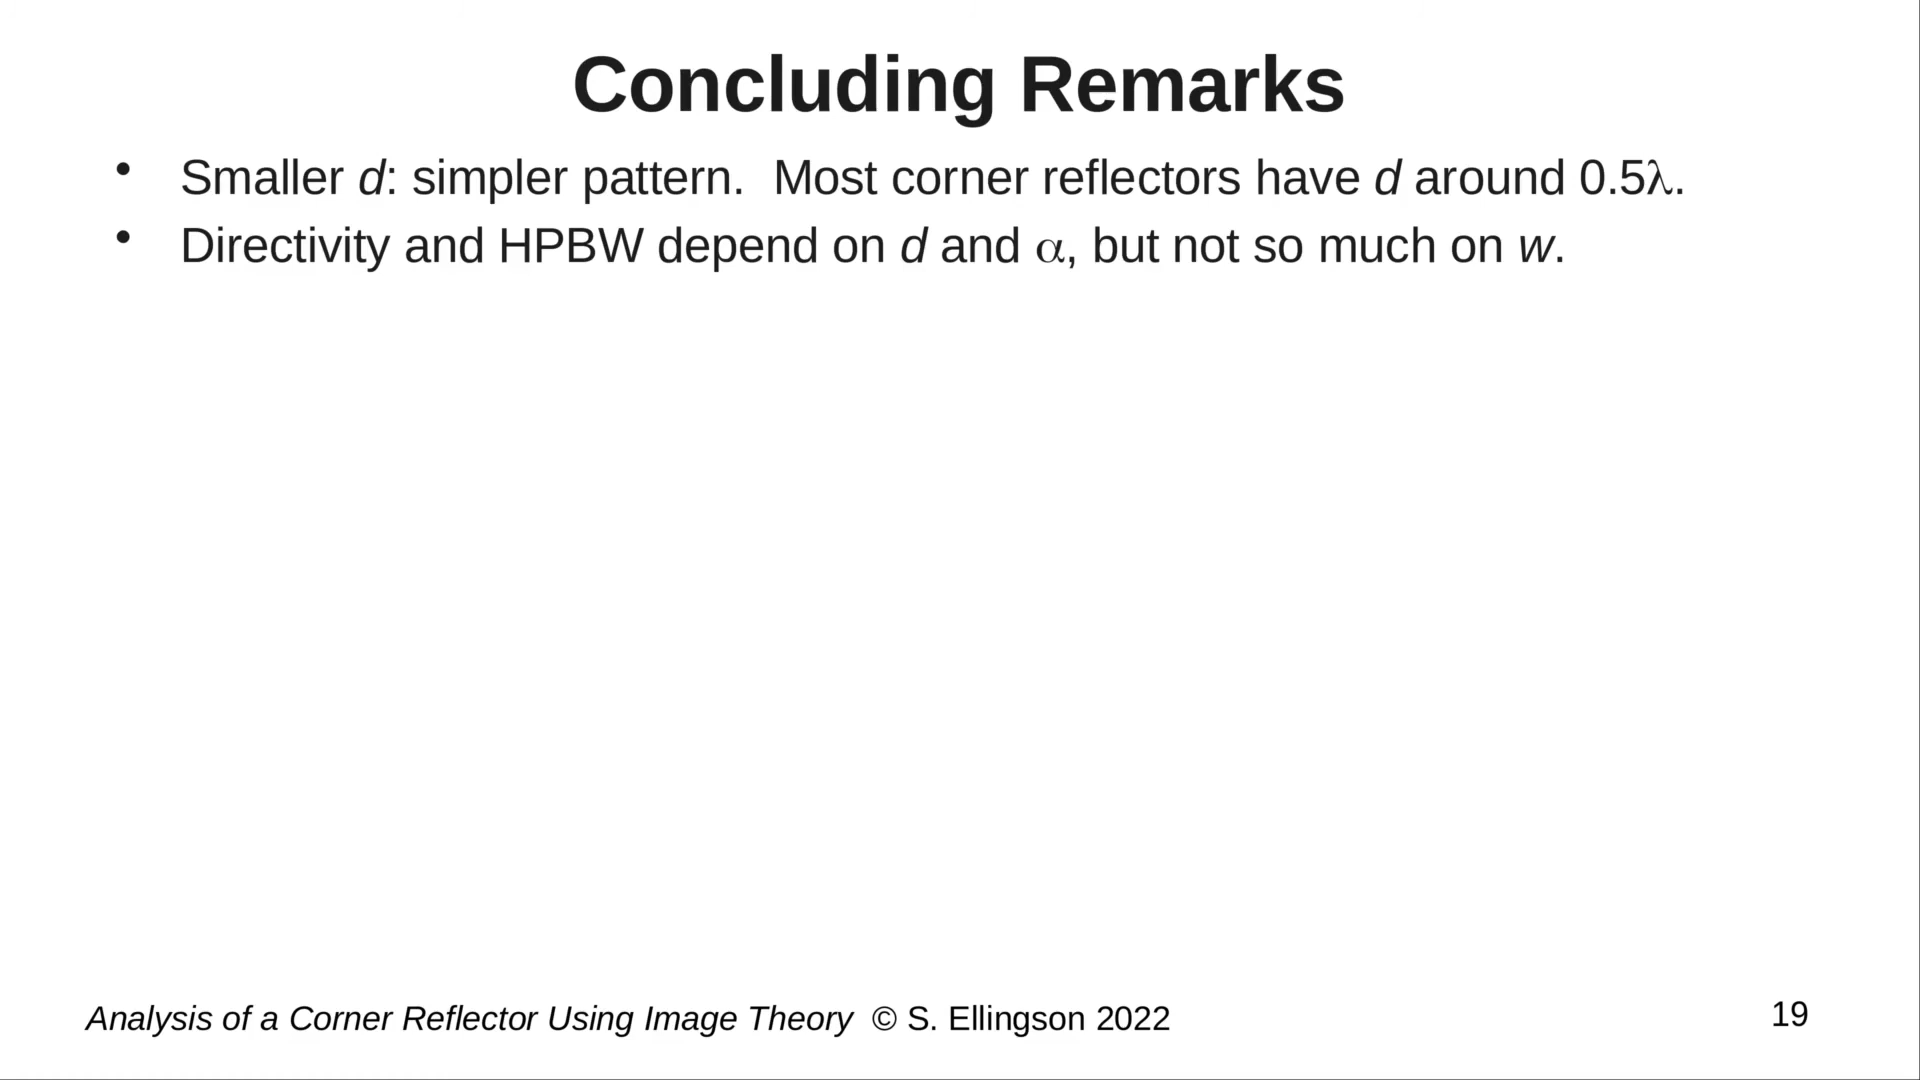 Concluding Remarks
• Smaller d: simpler pattern.  Most corner reflectors have d around 0.5λ.
• Directivity and HPBW depend on d and α, but not so much on w.
Analysis of a Corner Reflector Using Image Theory  © S. Ellingson 2022
19